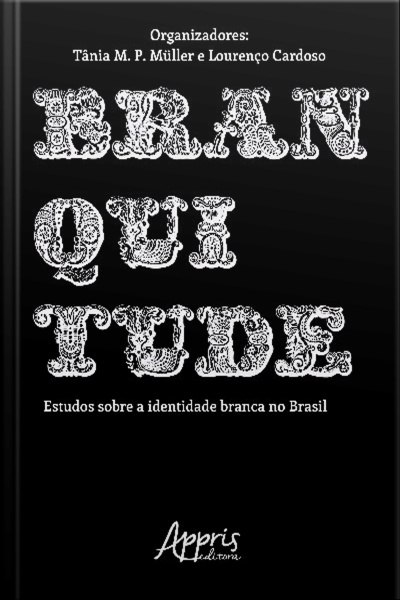 Organizadores:
Tânia M. P. Müller e Lourenço Cardoso
BRAN
QUI
TUDE
Estudos sobre a identidade branca no Brasil
Appris
editora